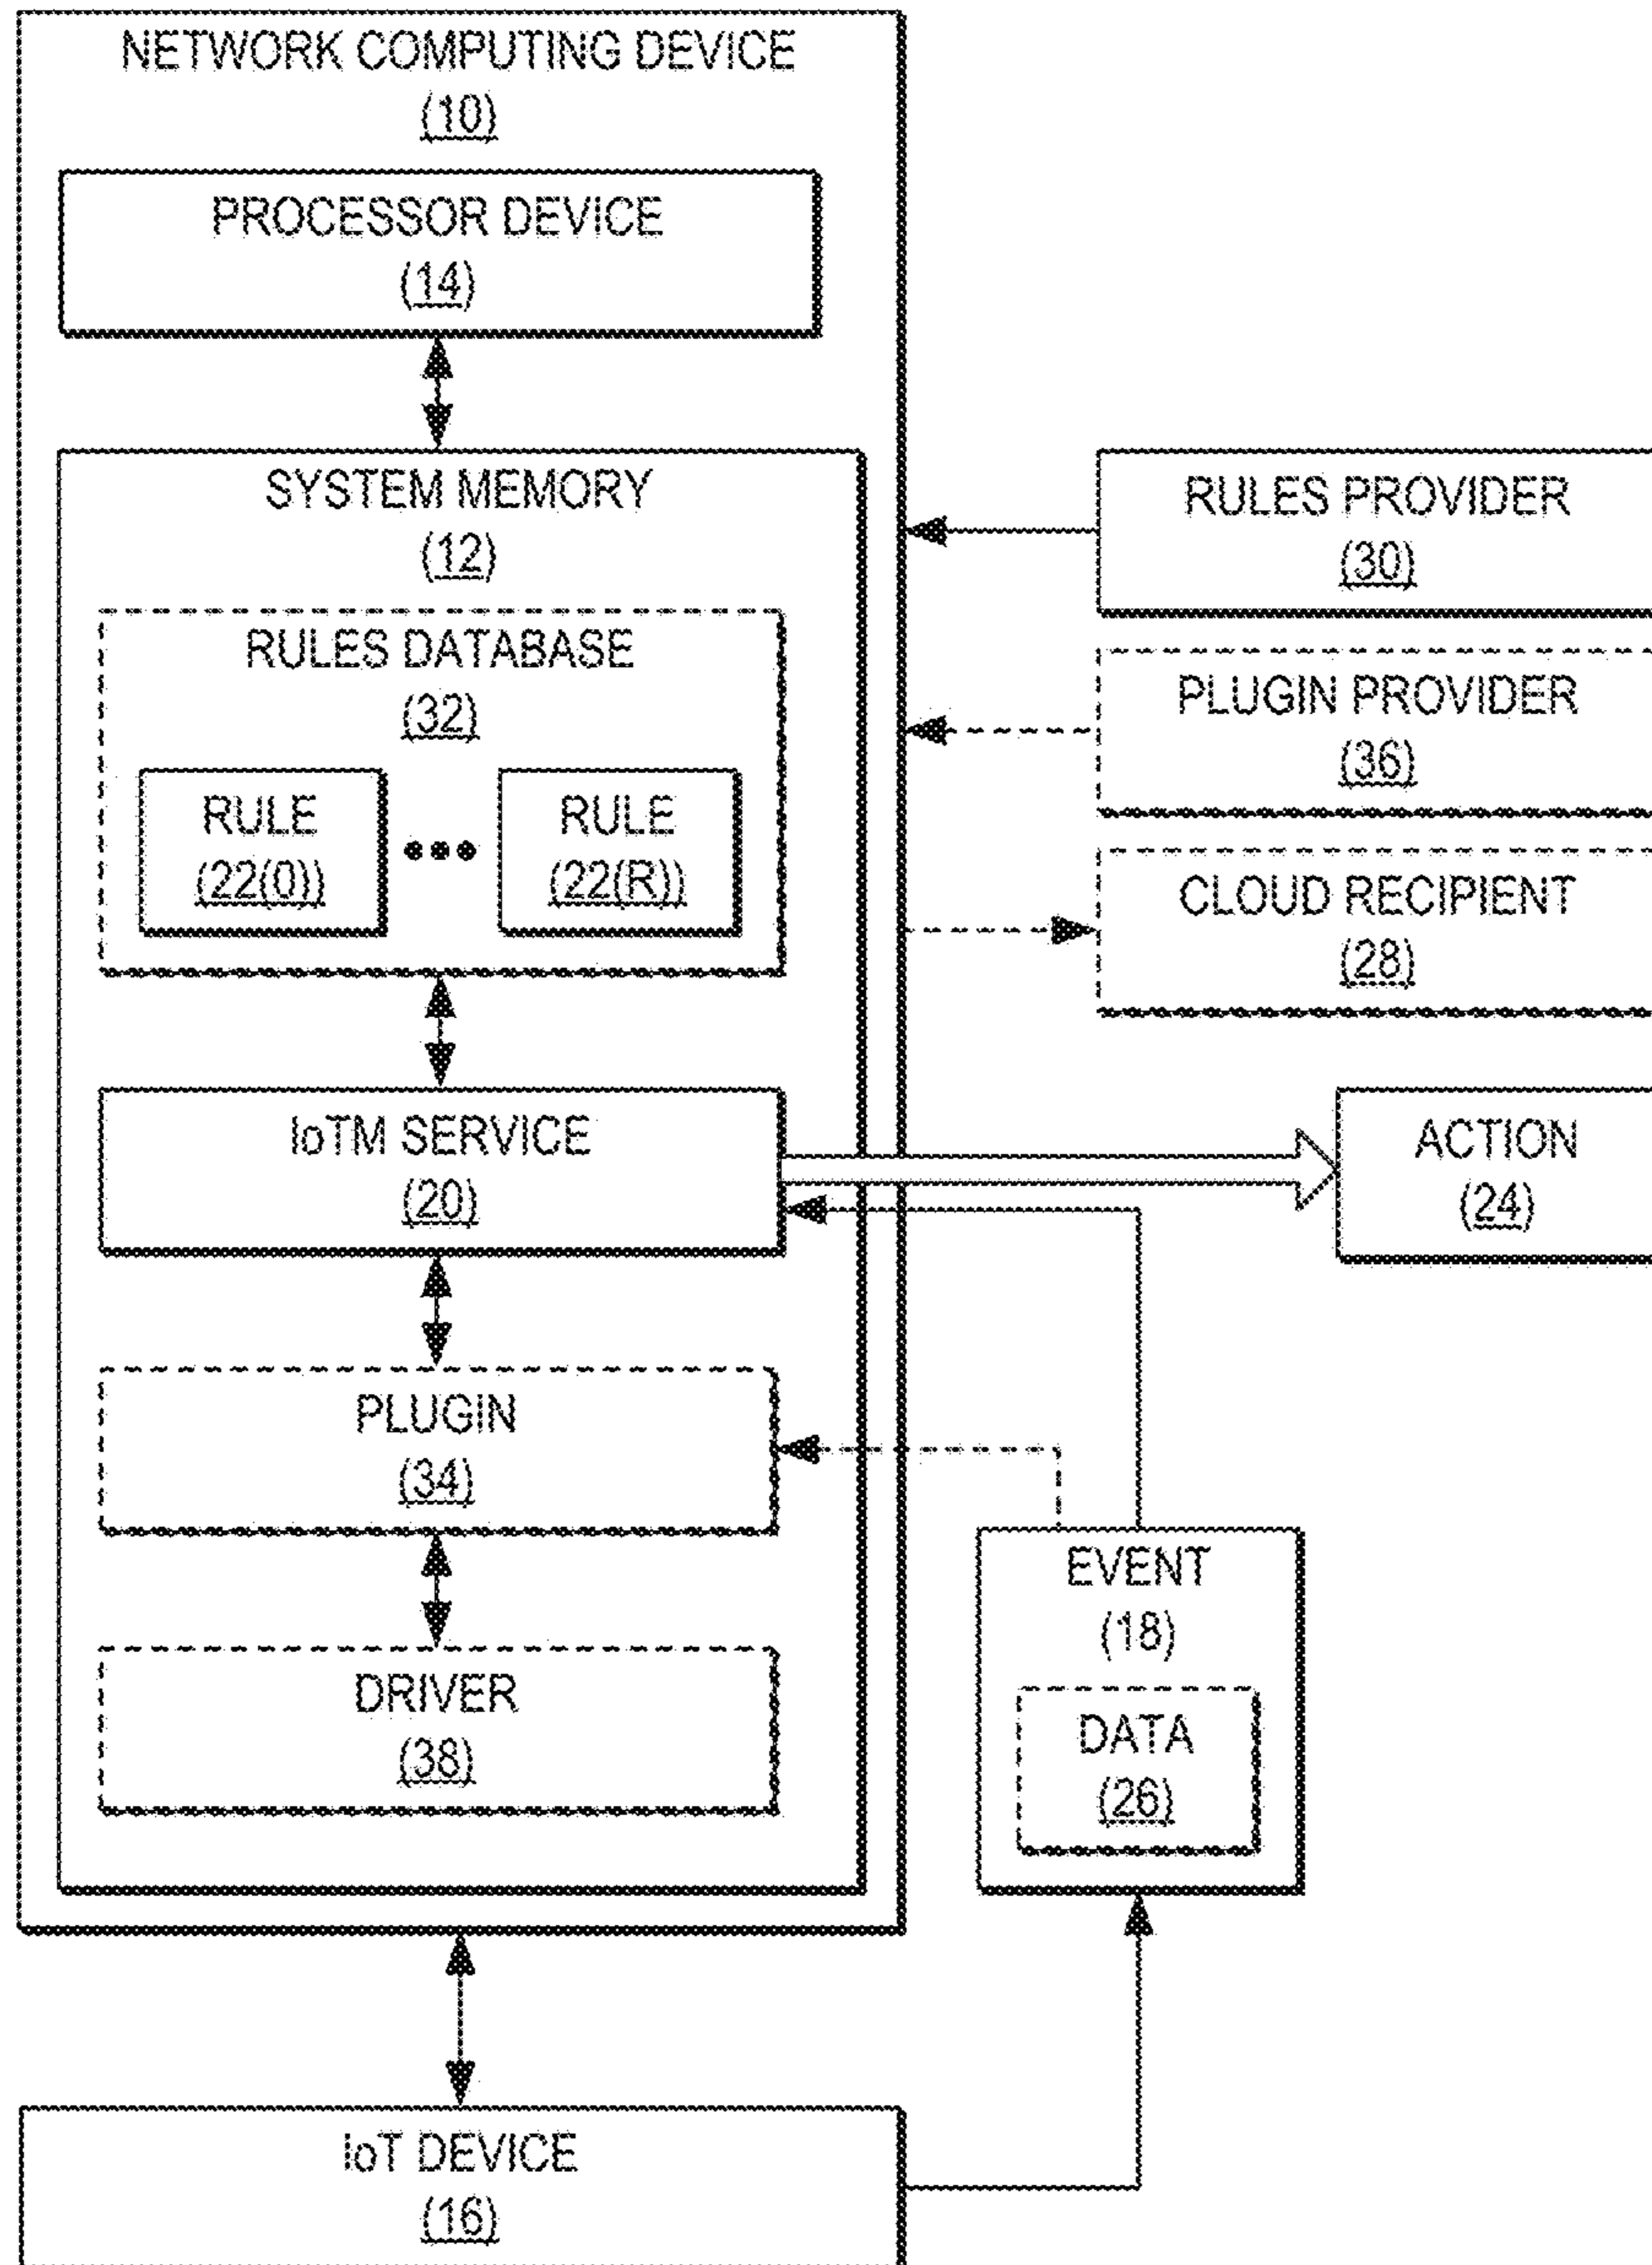 NETWORK COMPUTING DEVICE
(10)
PROCESSOR DEVICE
(14)
SYSTEM MEMORY
(12)
RULES DATABASE
(32)
RULE
(22(0))
RULE
(22(R))
IoTM SERVICE
(20)
PLUGIN
(34)
DRIVER
(38)
RULES PROVIDER
(30)
PLUGIN PROVIDER
(36)
CLOUD RECIPIENT
(28)
ACTION
(24)
EVENT
(18)
DATA
(26)
IoT DEVICE
(16)